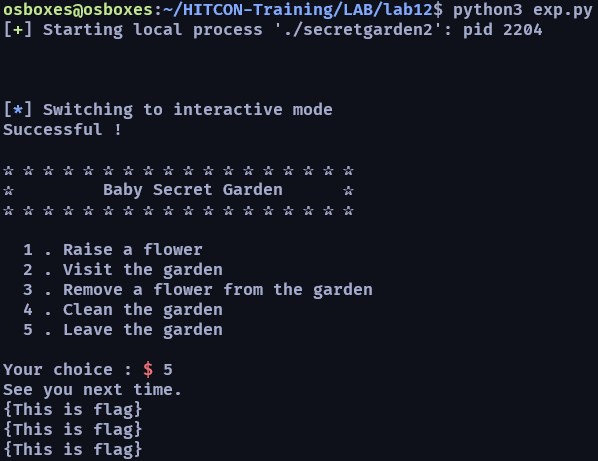 osboxes@osboxes:~/HITCON-Training/LAB/lab12$ python3 exp.py
[+] Starting local process './secretgarden2': pid 2204
[*] Switching to interactive mode
Successful !
☆ ☆ ☆ ☆ ☆ ☆ ☆ ☆ ☆ ☆ ☆ ☆ ☆ ☆ ☆ ☆ ☆ ☆
☆         Baby Secret Garden      ☆
☆ ☆ ☆ ☆ ☆ ☆ ☆ ☆ ☆ ☆ ☆ ☆ ☆ ☆ ☆ ☆ ☆ ☆
1 . Raise a flower
2 . Visit the garden
3 . Remove a flower from the garden
4 . Clean the garden
5 . Leave the garden
Your choice : $ 5
See you next time.
{This is flag}
{This is flag}
{This is flag}